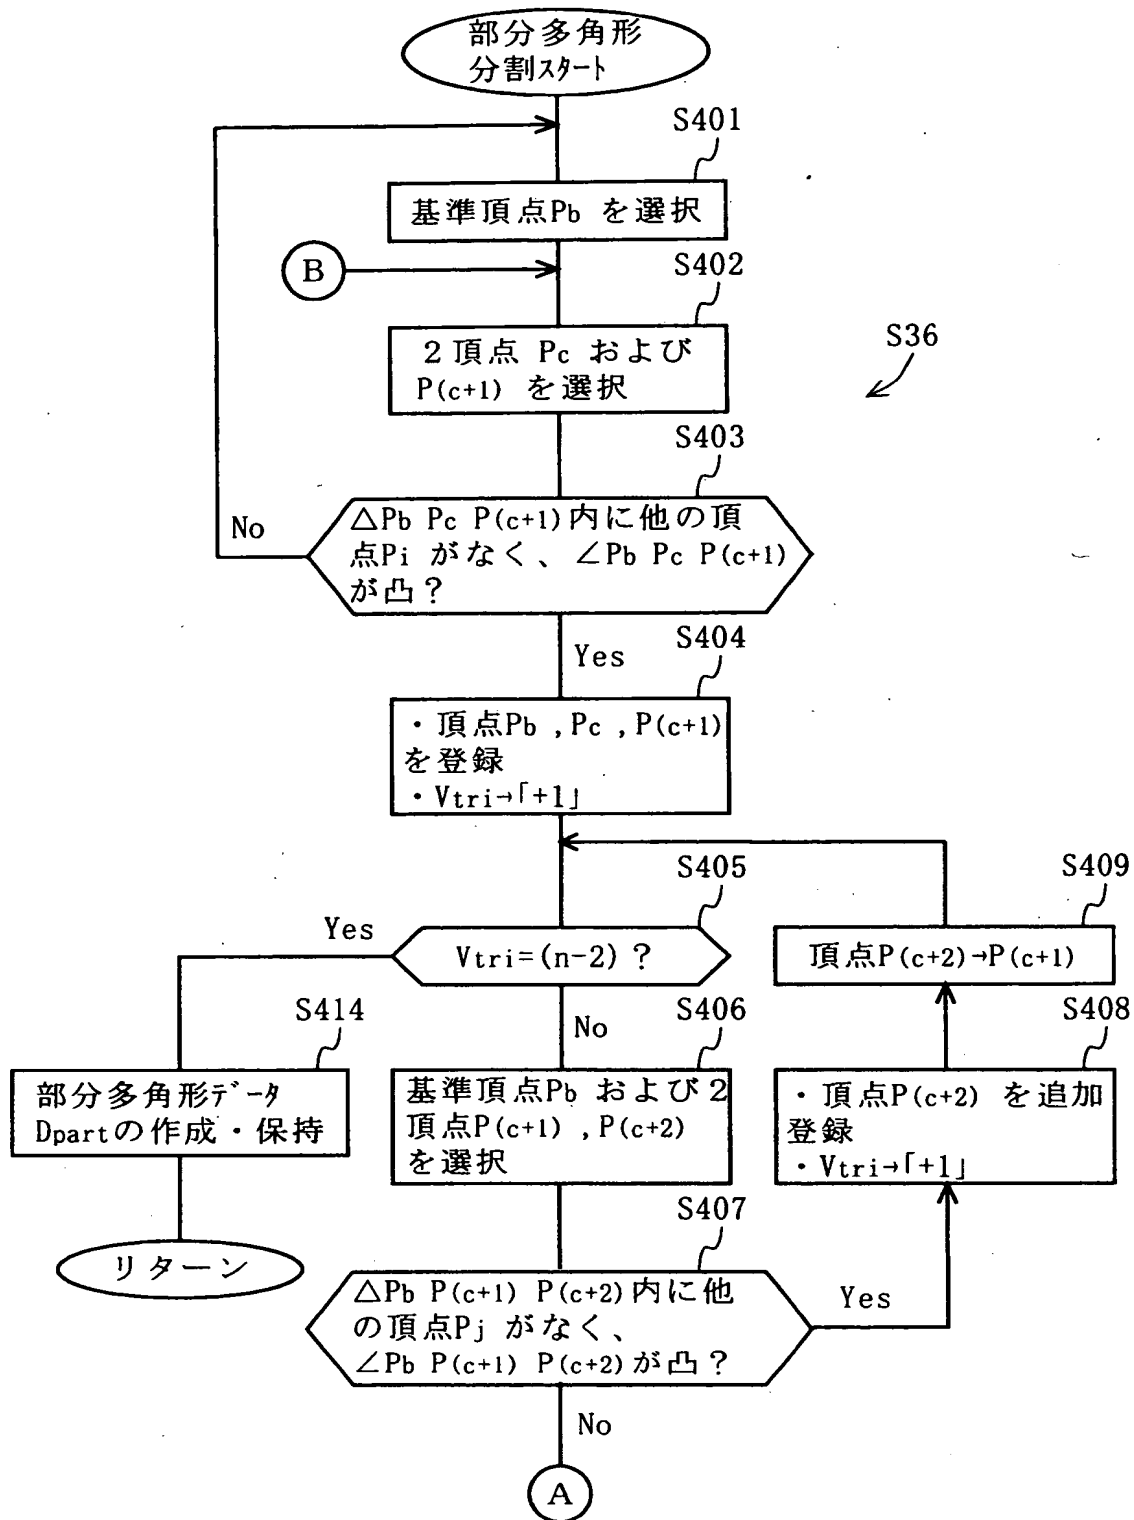 部分多角形
分割スタート
S401
基準頂点Pb を選択
B
S402
2頂点 Pc および
P(c+1) を選択
S36
S403
△Pb Pc P(c+1)内に他の頂
点Pi がなく、∠Pb Pc P(c+1)
が凸?
No
Yes
S404
・頂点Pb ,Pc ,P(c+1)
を登録
・Vtri→「+1」
S405
Vtri=(n-2) ?
Yes
No
S409
頂点P(c+2)→P(c+1)
S414
部分多角形データ
Dpartの作成・保持
S406
基準頂点Pb および2
頂点P(c+1) ,P(c+2)
を選択
S408
・頂点P(c+2) を追加
登録
・Vtri→「+1」
リターン
S407
△Pb P(c+1) P(c+2)内に他
の頂点Pj がなく、
∠Pb P(c+1) P(c+2)が凸?
Yes
No
A